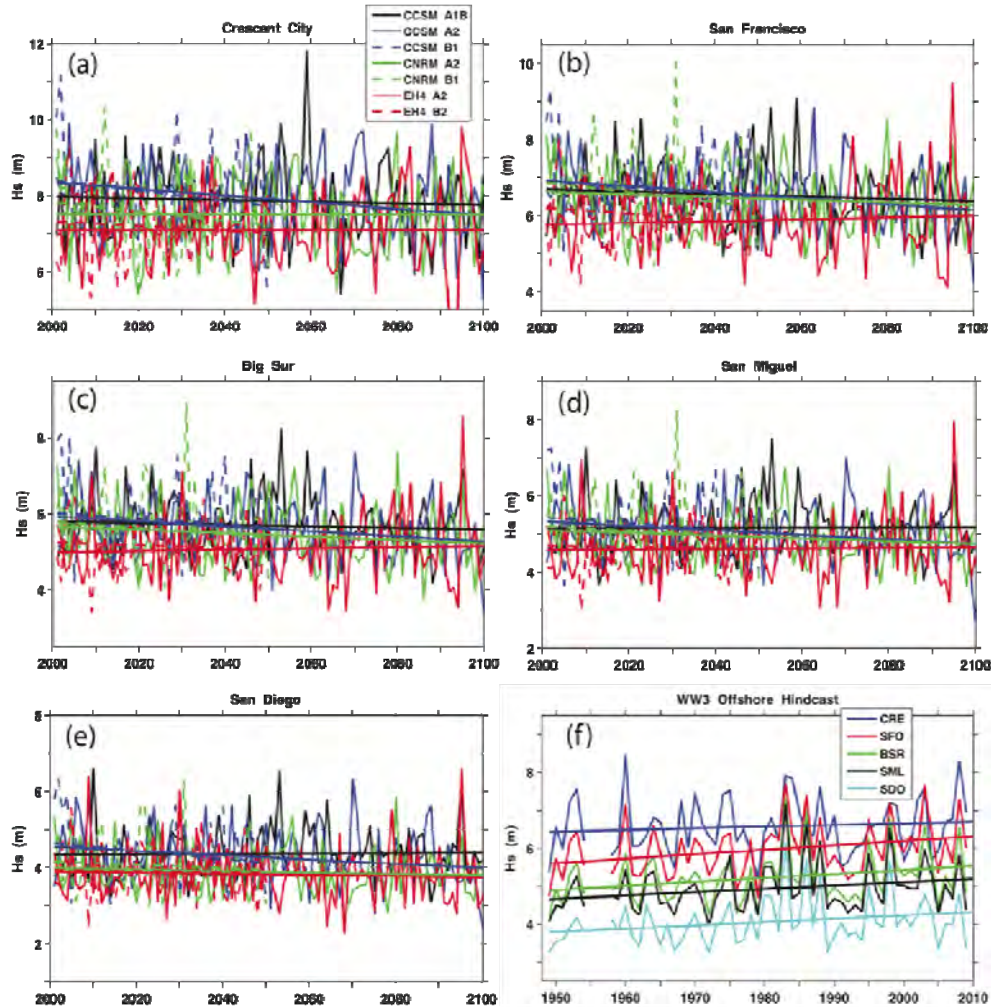 Crescent City
(a)
CCSM A1B
CCSM A2
CCSM B1
CNRM A2
CNRM B1
EH4 A2
EH4 B2
Hs (m)
12
10
8
6
2000 2020 2040 2060 2080 2100
San Francisco
(b)
Hs (m)
10
8
6
4
2000 2020 2040 2060 2080 2100
Big Sur
(c)
Hs (m)
8
6
4
2000 2020 2040 2060 2080 2100
San Miguel
(d)
Hs (m)
8
6
4
2
2000 2020 2040 2060 2080 2100
San Diego
(e)
Hs (m)
8
6
4
2
2000 2020 2040 2060 2080 2100
WW3 Offshore Hindcast
(f)
CRE
SFO
BSR
SML
SDO
Hs (m)
8
6
4
1950 1960 1970 1980 1990 2000 2010